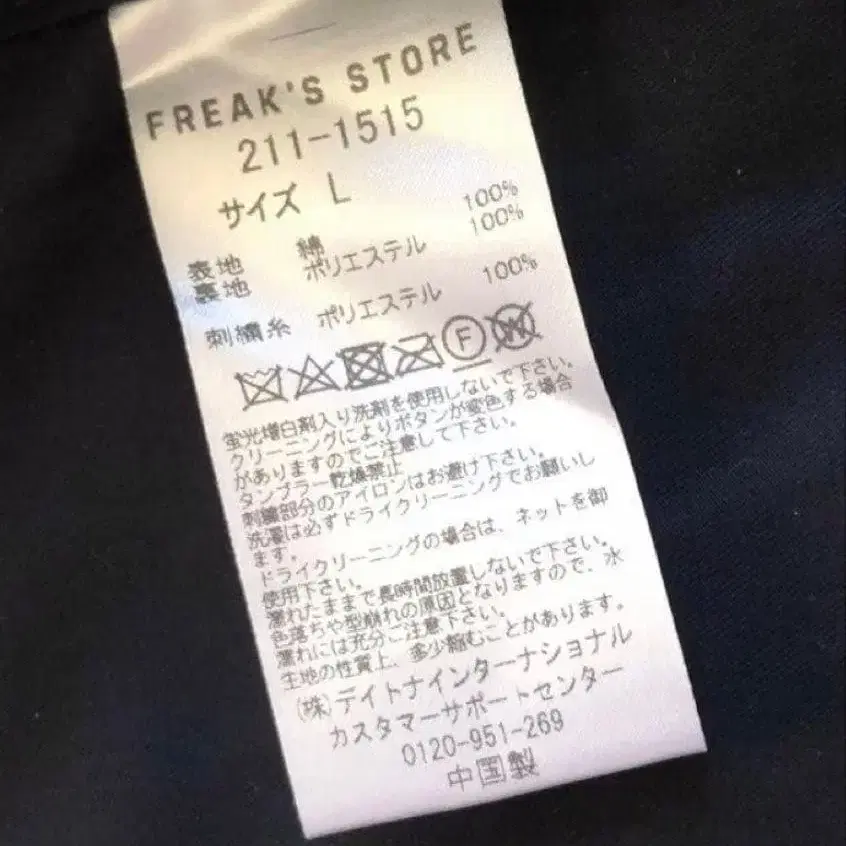 FREAK'S STORE
211-1515
サイズ L
表地 綿 100%
裏地 ポリエステル 100%
刺繍糸 ポリエステル 100%
F W
蛍光増白剤入り洗剤を使用しないで下さい。
クリーニングによりボタンが変色する場合
がありますのでご注意して下さい。
タンブラー乾燥禁止
刺繍部分のアイロンはお避け下さい。
洗濯は必ずドライクリーニングでお願いし
ます。
ドライクリーニングの場合は、ネットを御
使用下さい。
濡れたままで長時間放置しないで下さい。
色落ちや型崩れの原因となりますので、水
濡れには充分ご注意下さい。
生地の性質上、多少縮むことがあります。
(株)デイトナインターナショナル
カスタマーサポートセンター
0120-951-269
中国製